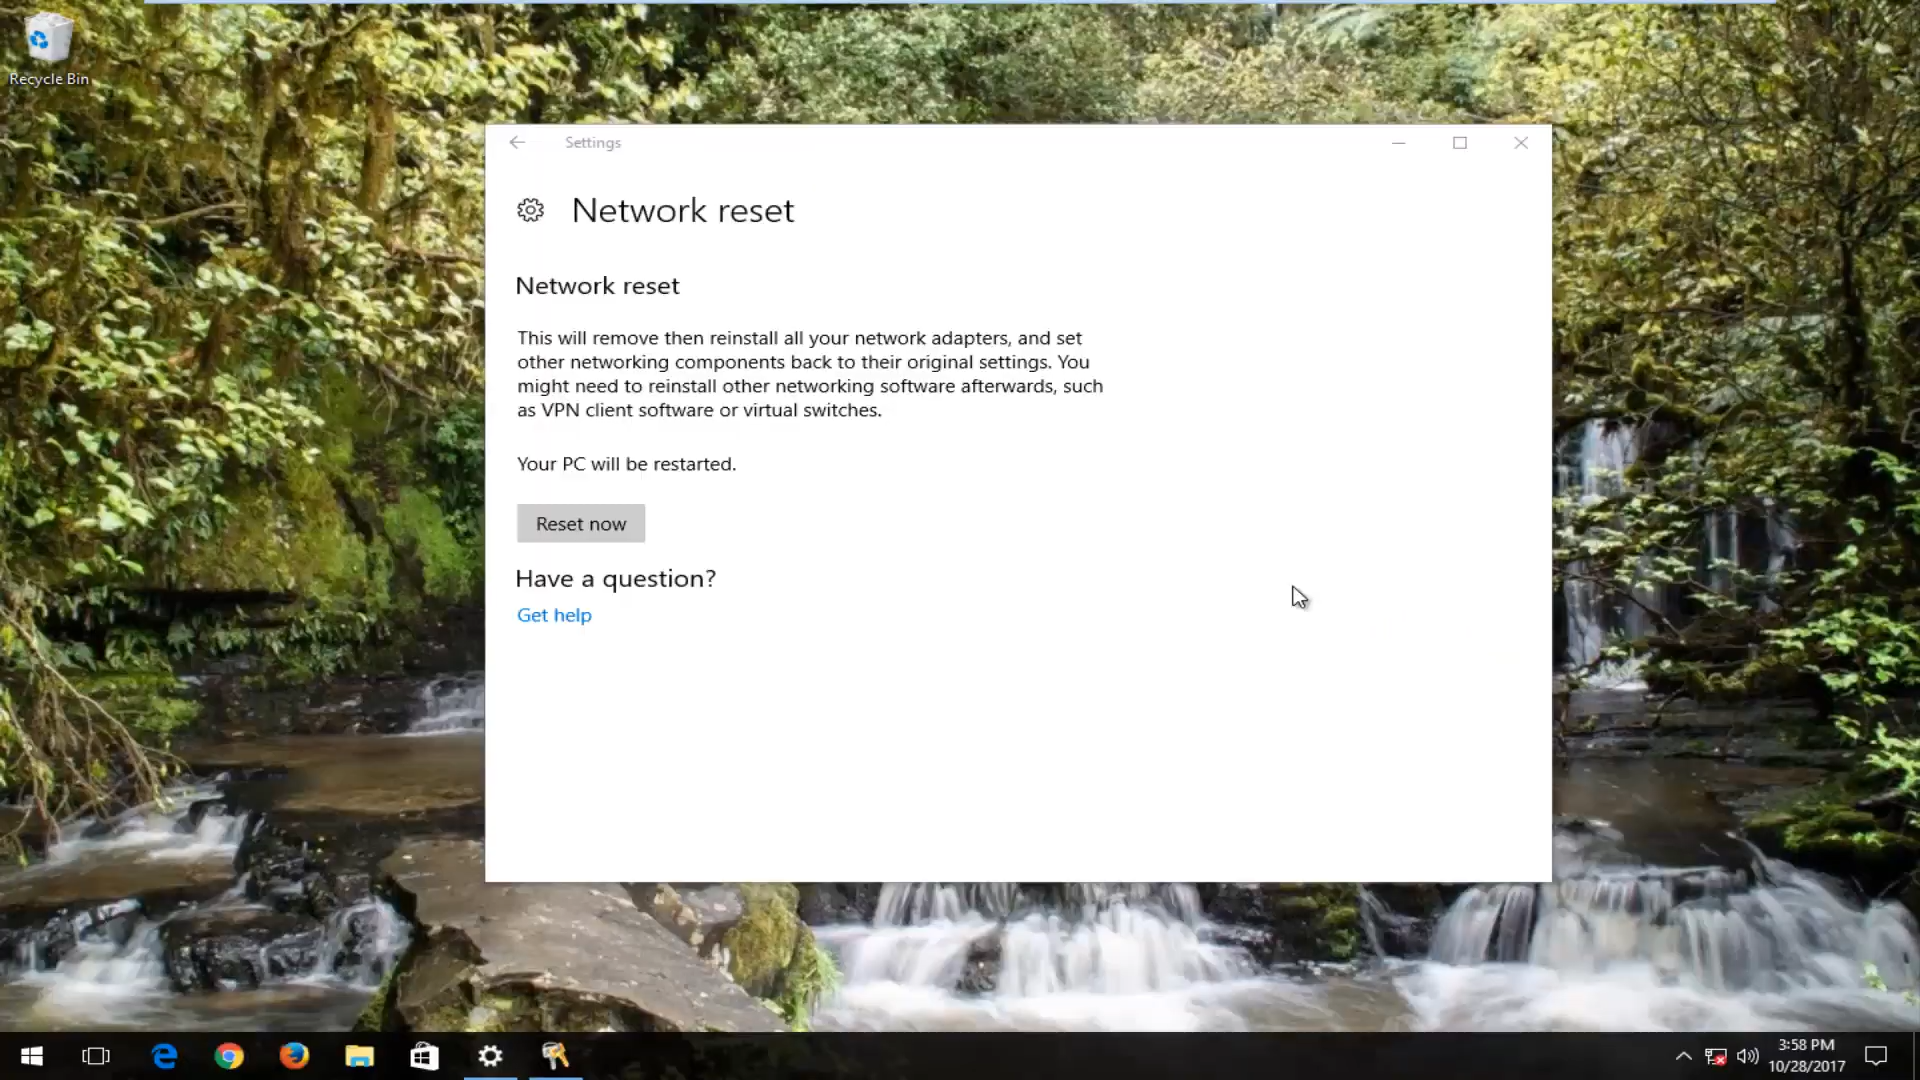 Recycle Bin
Settings
Network reset
Network reset
This will remove then reinstall all your network adapters, and set
other networking components back to their original settings. You
might need to reinstall other networking software afterwards, such
as VPN client software or virtual switches.
Your PC will be restarted.
Reset now
Have a question?
Get help
3:58 PM
10/28/2017